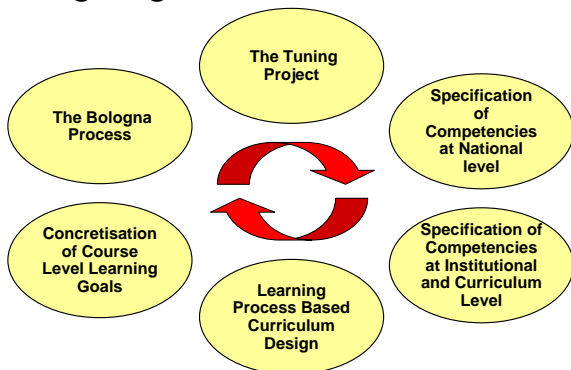 The Tuning
Project
The Bologna
Process
Specification
of
Competencies
at National
level
Concretisation
of Course
Level Learning
Goals
Specification of
Competencies
at Institutional
and Curriculum
Level
Learning
Process Based
Curriculum
Design